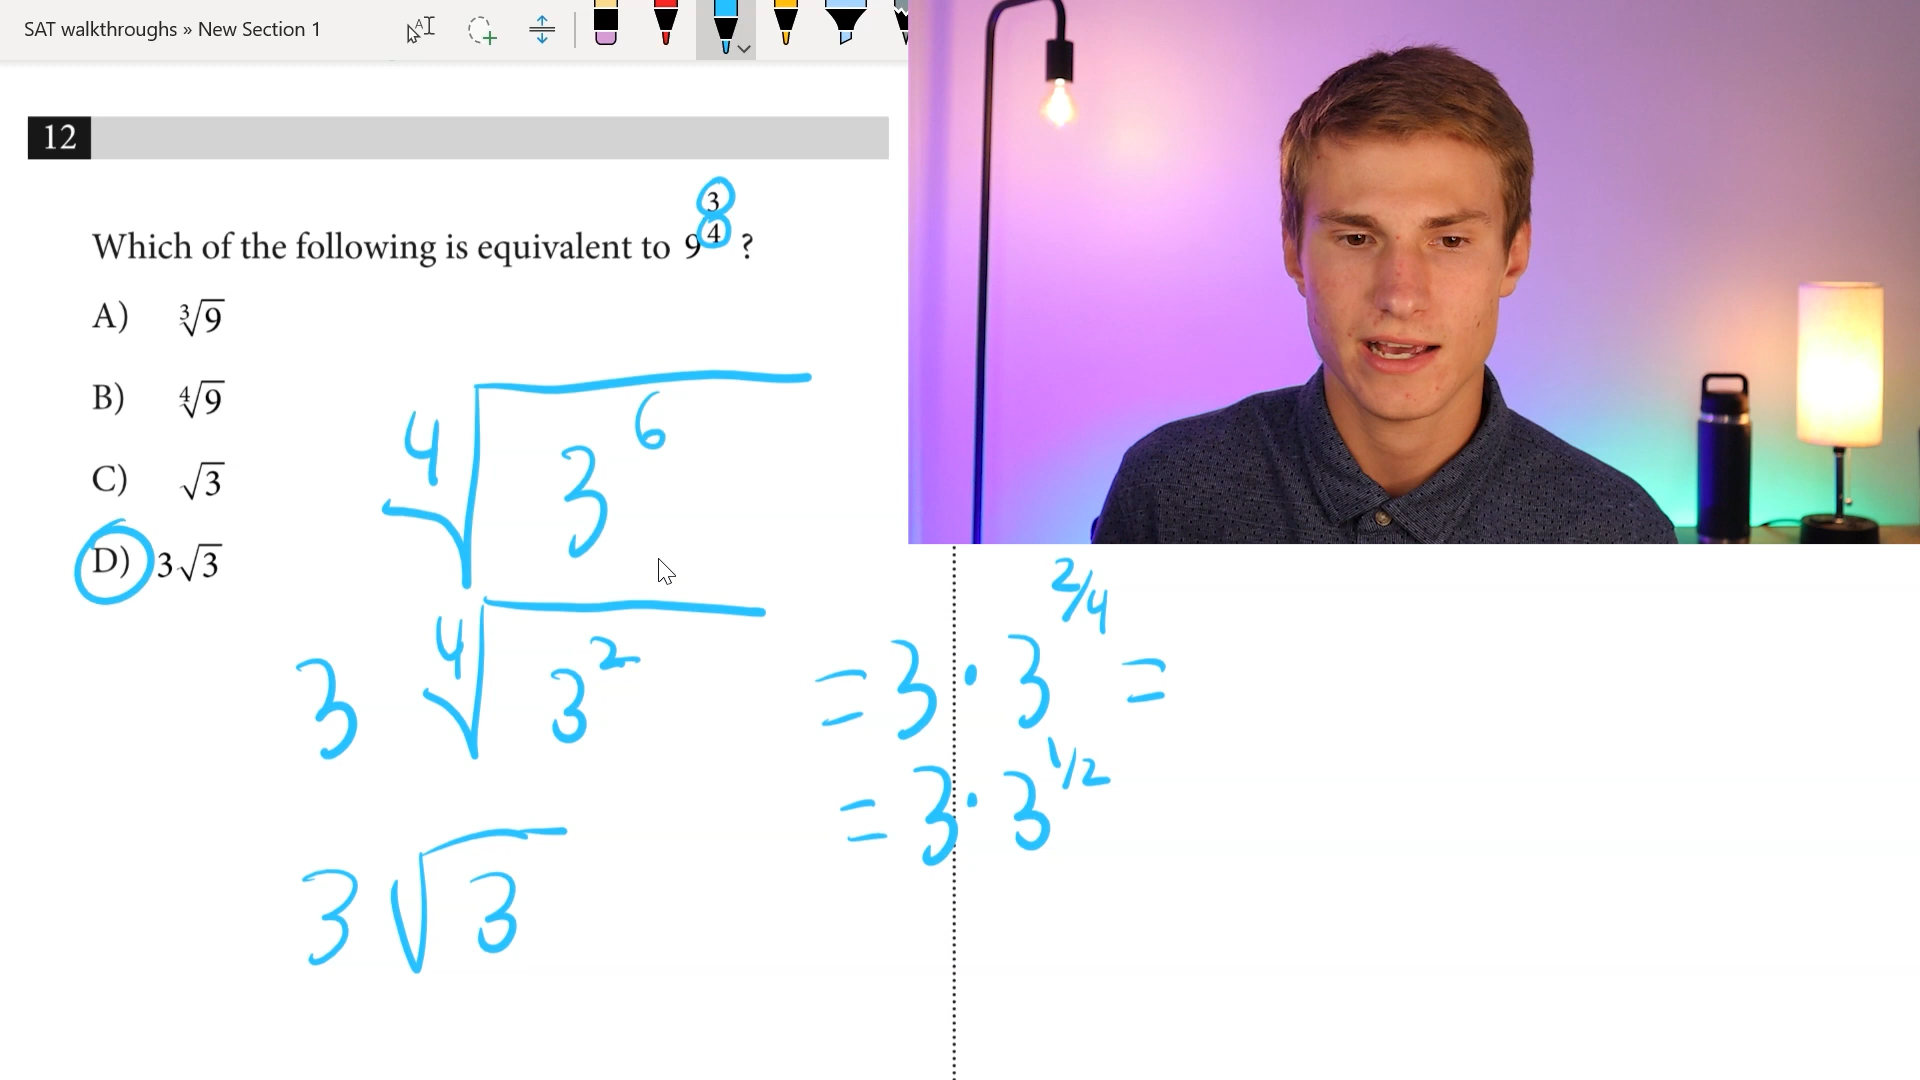 SAT walkthroughs » New Section 1
12
Which of the following is equivalent to 9^(3/4) ?
A) ∛9
B) ∜9
C) √3
D) 3√3
∜(3^6)
3 ∜(3^2) = 3 · 3^(2/4) =
= 3 · 3^(1/2)
3√3